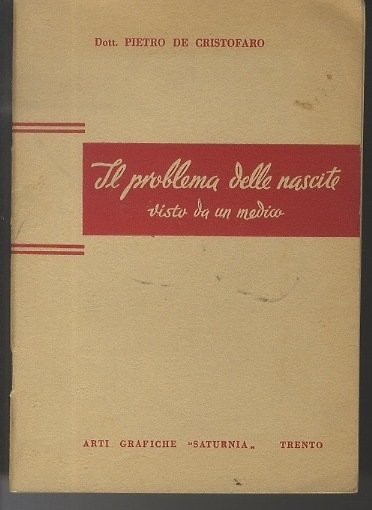 Dott. PIETRO DE CRISTOFARO
Il problema delle nascite
visto da un medico
ARTI GRAFICHE "SATURNIA„ TRENTO